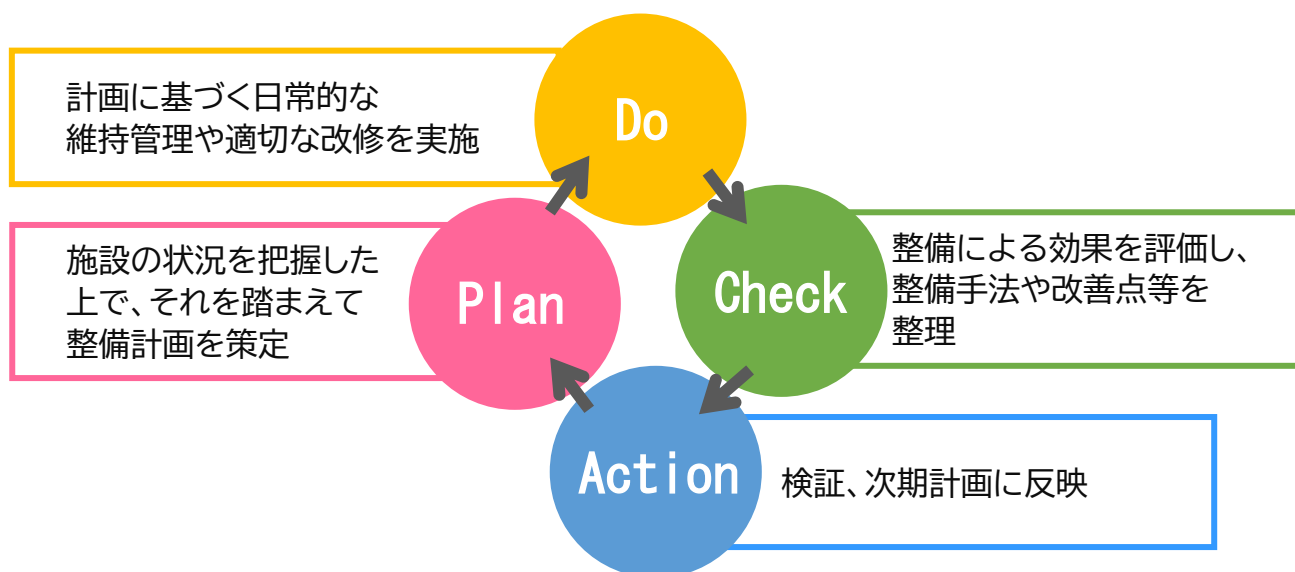 計画に基づく日常的な
維持管理や適切な改修を実施
Do
施設の状況を把握した
上で、それを踏まえて
整備計画を策定
Plan
Check
整備による効果を評価し、
整備手法や改善点等を
整理
Action
検証、次期計画に反映